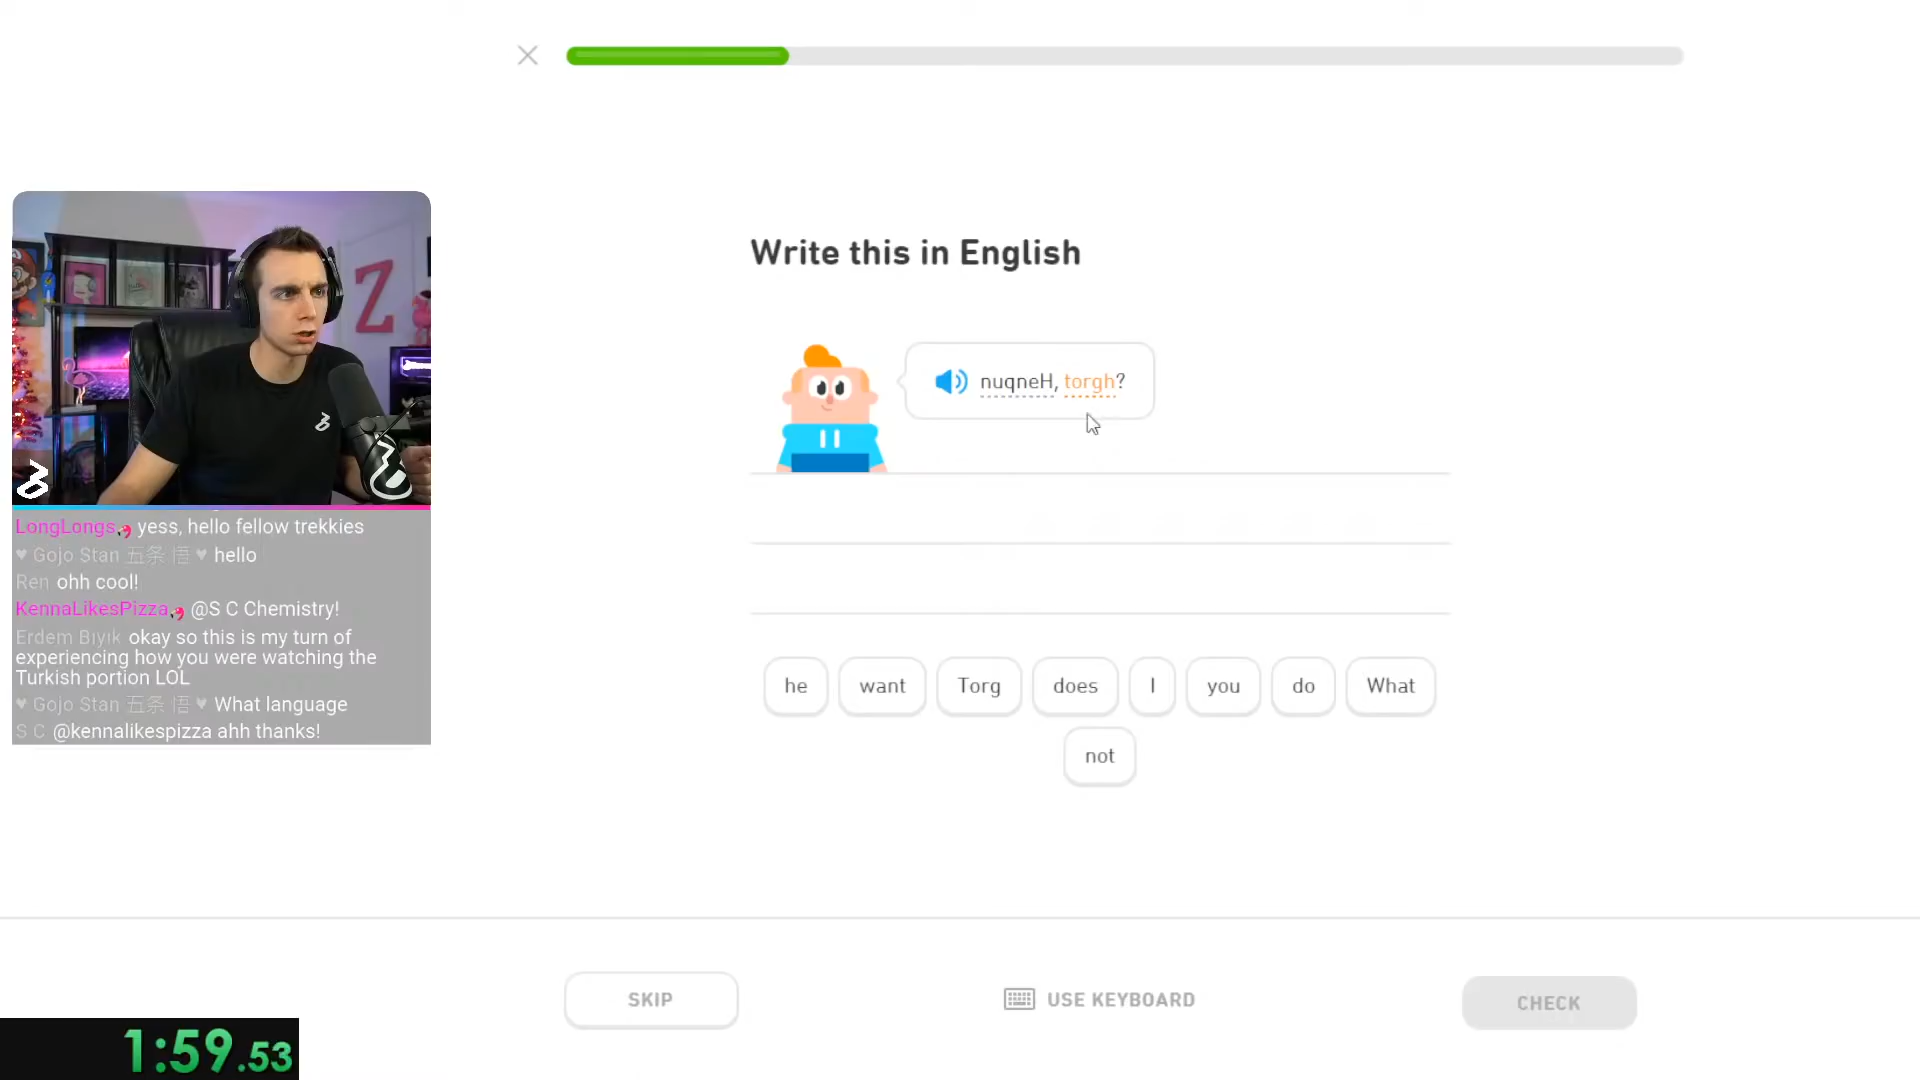 Write this in English
nuqneH, torgh?
LongLongs yess, hello fellow trekkies
♥ Gojo Stan 五条 悟 ♥ hello
Ren ohh cool!
KennaLikesPizza @S C Chemistry!
Erdem Bıyık okay so this is my turn of
experiencing how you were watching the
Turkish portion LOL
♥ Gojo Stan 五条 悟 ♥ What language
S C @kennalikespizza ahh thanks!
he want Torg does I you do What
not
SKIP
USE KEYBOARD
CHECK
1:59.53